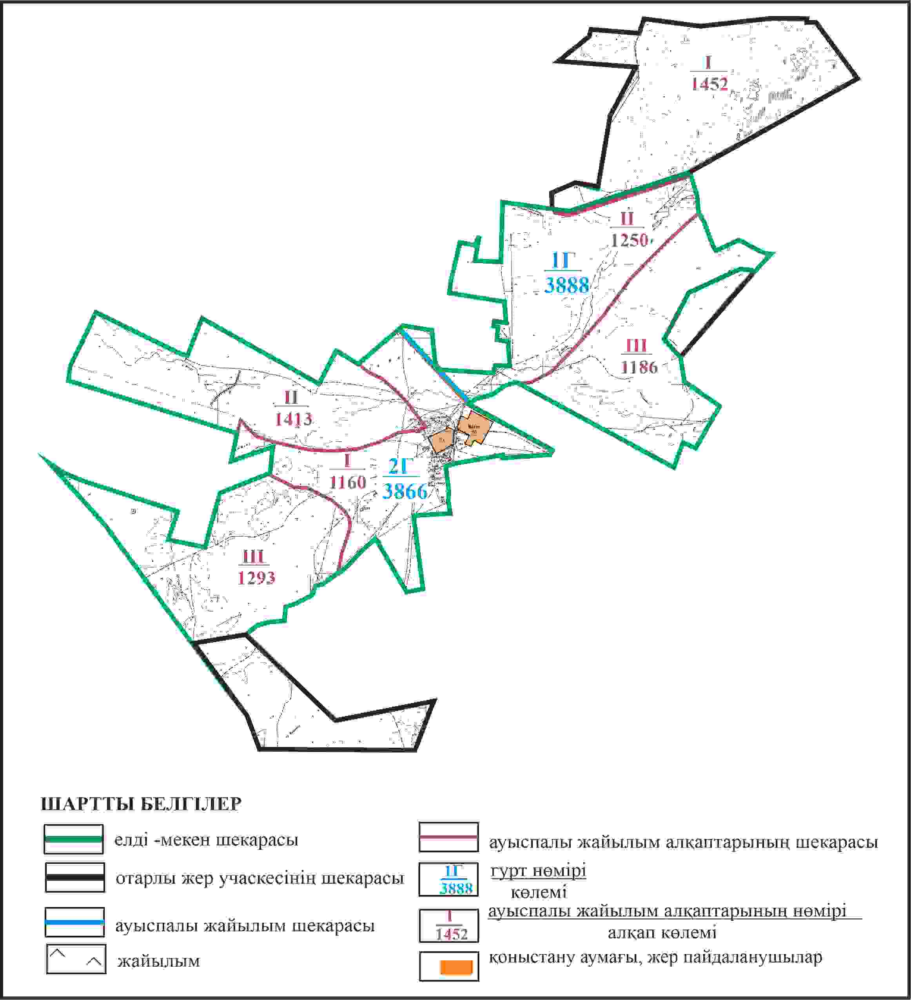 I
1452
II
1250
1Г
3888
III
1186
II
1413
I
1160
2Г
3866
III
1293
ШАРТТЫ БЕЛГІЛЕР
елді -мекен шекарасы
отарлы жер учаскесінің шекарасы
ауыспалы жайылым шекарасы
жайылым
ауыспалы жайылым алқаптарының шекарасы
1Г
3888
гурт нөмірі
көлемі
I
1452
ауыспалы жайылым алқаптарының нөмірі
алқап көлемі
қоныстану аумағы, жер пайдаланушылар